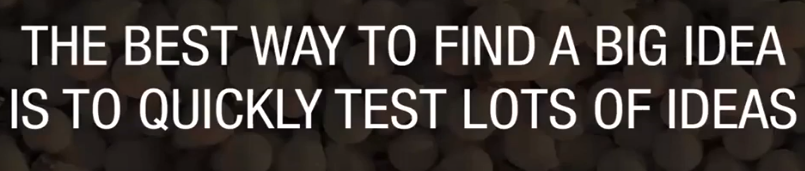 THE BEST WAY TO FIND A BIG IDEA
IS TO QUICKLY TEST LOTS OF IDEAS